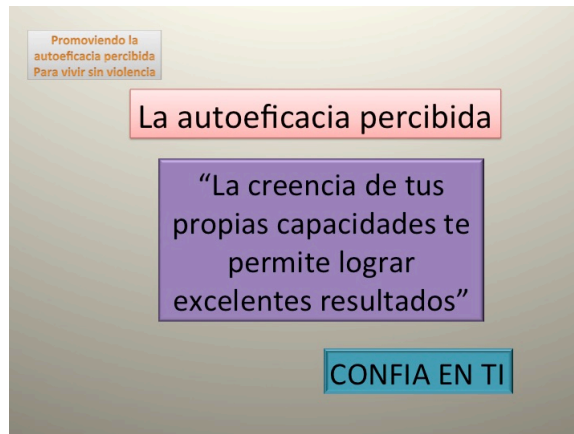 Promoviendo la
autoeficacia percibida
Para vivir sin violencia
La autoeficacia percibida
“La creencia de tus
propias capacidades te
permite lograr
excelentes resultados”
CONFIA EN TI